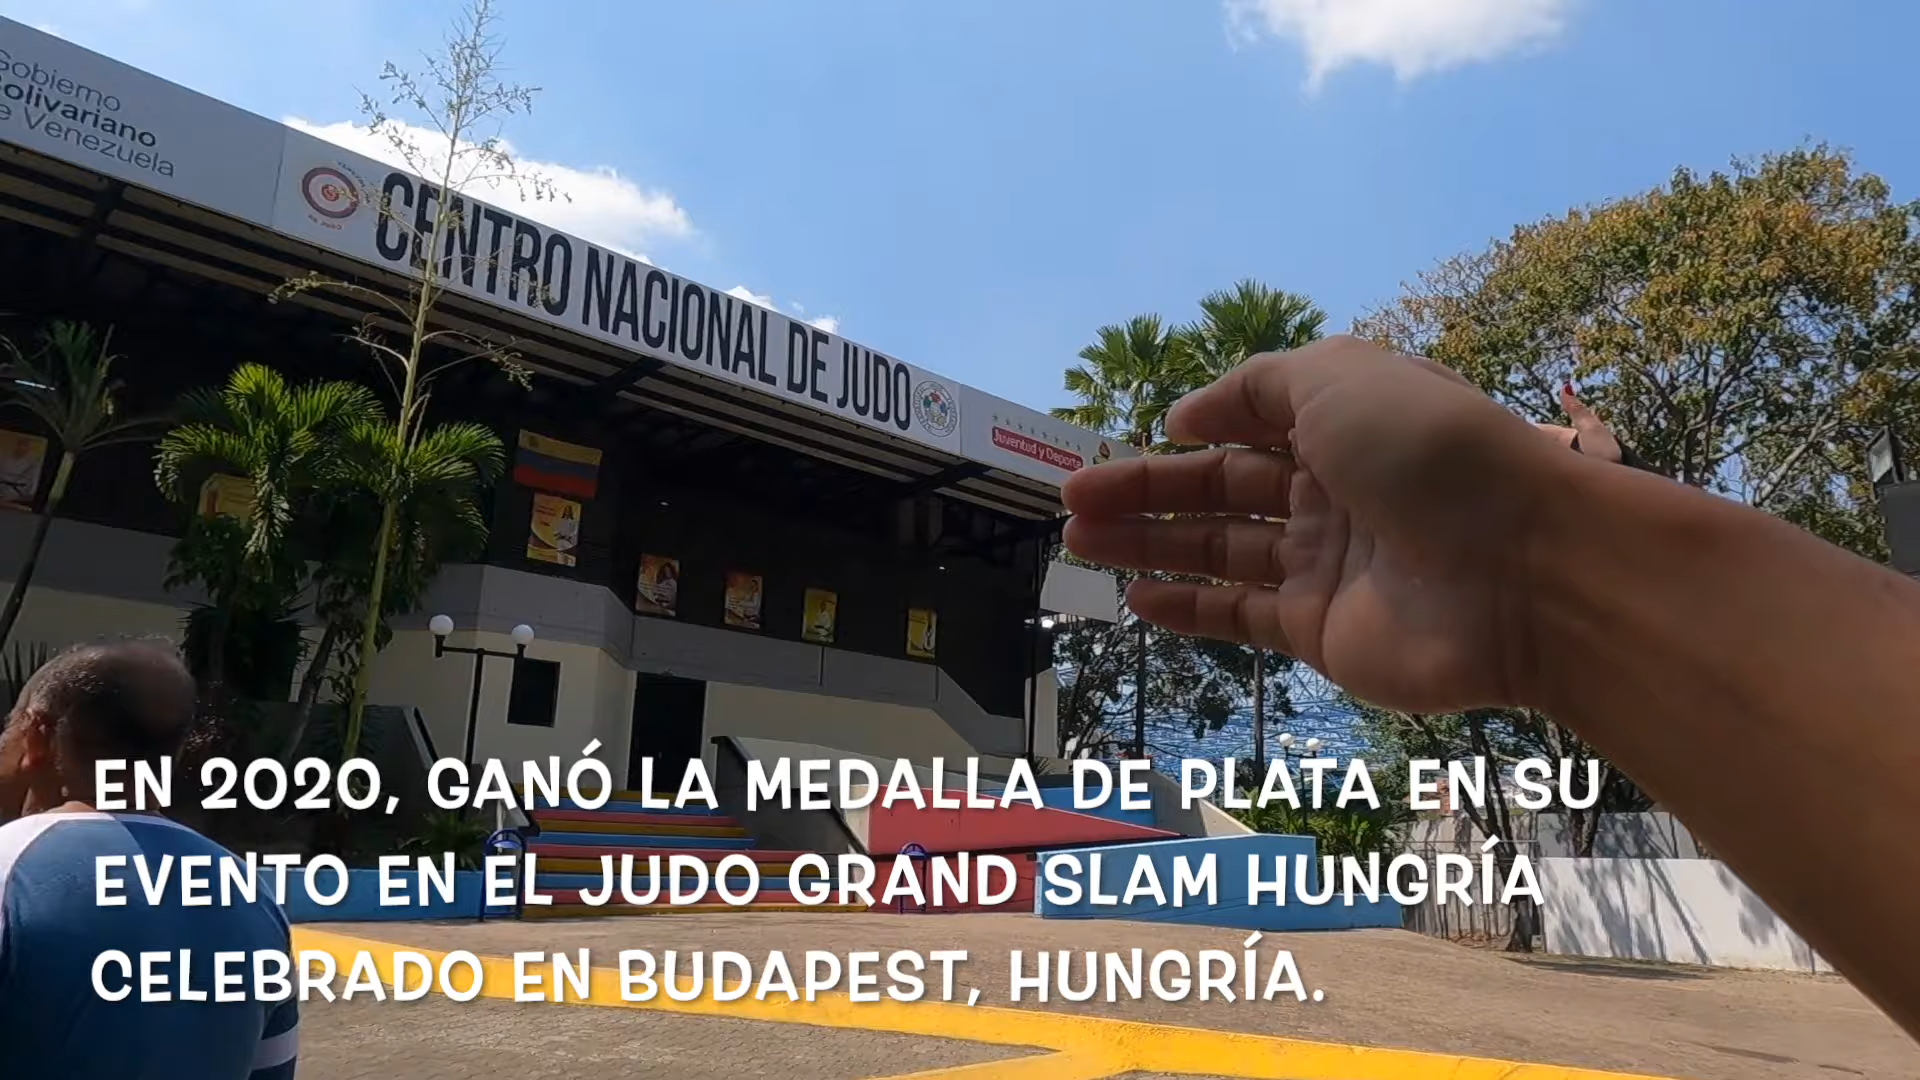 Gobierno
Bolivariano
de Venezuela
CENTRO NACIONAL DE JUDO
Juventud y Deporte
EN 2020, GANÓ LA MEDALLA DE PLATA EN SU
EVENTO EN EL JUDO GRAND SLAM HUNGRÍA
CELEBRADO EN BUDAPEST, HUNGRÍA.